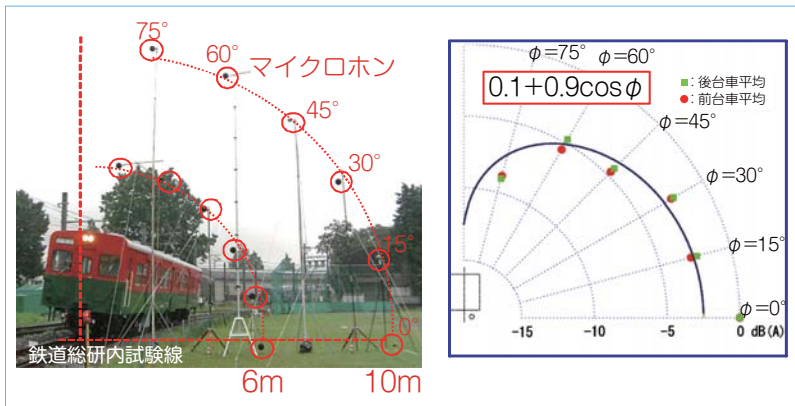 75°
60°
マイクロホン
45°
30°
15°
0°
鉄道総研内試験線
6m
10m
φ=75°
φ=60°
0.1+0.9cosφ
：後台車平均
：前台車平均
φ=45°
φ=30°
φ=15°
φ=0°
-15
-10
-5
0
dB(A)